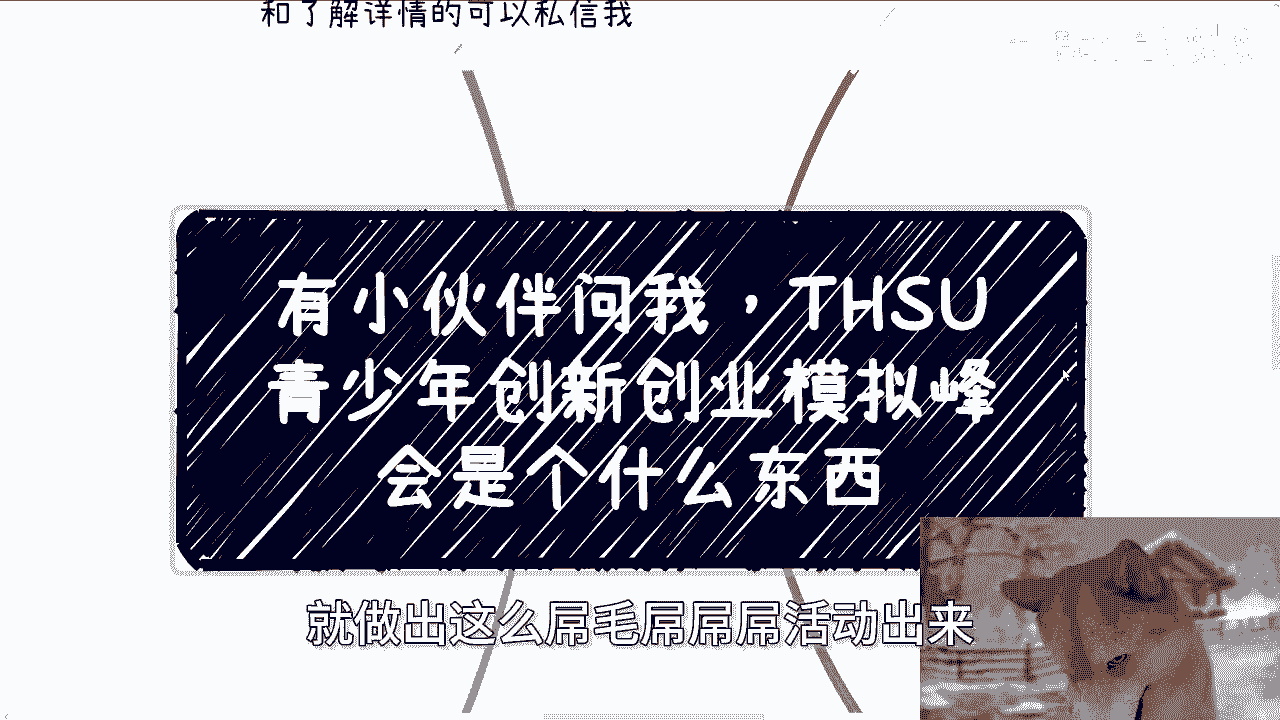 和了解详情的可以私信我
有小伙伴问我，THSU
青少年创新创业模拟峰
会是个什么东西
就做出这么屌毛屌屌屌活动出来